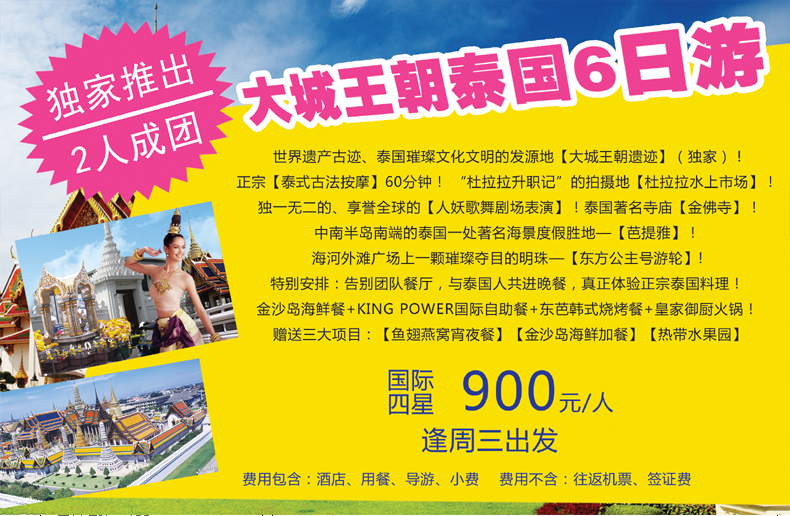 独家推出
2人成团
大城王朝泰国6日游
世界遗产古迹、泰国璀璨文化文明的发源地【大城王朝遗迹】（独家）！
正宗【泰式古法按摩】60分钟！ “杜拉拉升职记”的拍摄地【杜拉拉水上市场】！
独一无二的、享誉全球的【人妖歌舞剧场表演】！泰国著名寺庙【金佛寺】！
中南半岛南端的泰国一处著名海景度假胜地—【芭提雅】！
海河外滩广场上一颗璀璨夺目的明珠—【东方公主号游轮】！
特别安排：告别团队餐厅，与泰国人共进晚餐，真正体验正宗泰国料理！
金沙岛海鲜餐+KING POWER国际自助餐+东芭韩式烧烤餐+皇家御厨火锅！
赠送三大项目：【鱼翅燕窝宵夜餐】【金沙岛海鲜加餐】【热带水果园】
国际四星 900元/人
逢周三出发
费用包含：酒店、用餐、导游、小费 费用不含：往返机票、签证费